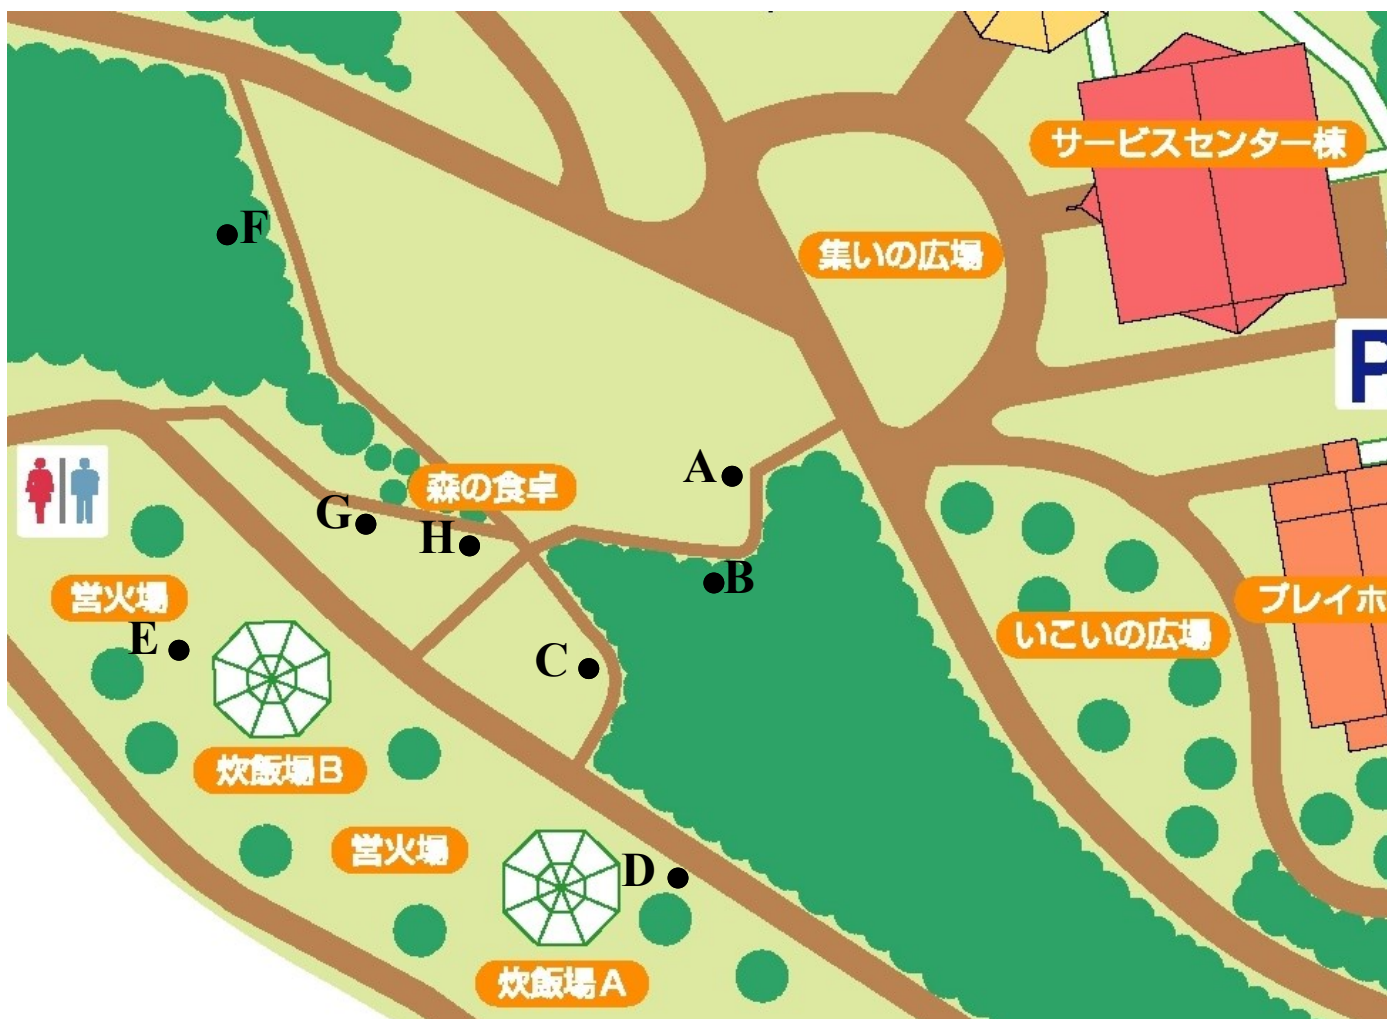 サービスセンター棟
F
集いの広場
P
A
森の食卓
G
H
B
営火場
プレイホ
E
いこいの広場
C
炊飯場B
営火場
D
炊飯場A